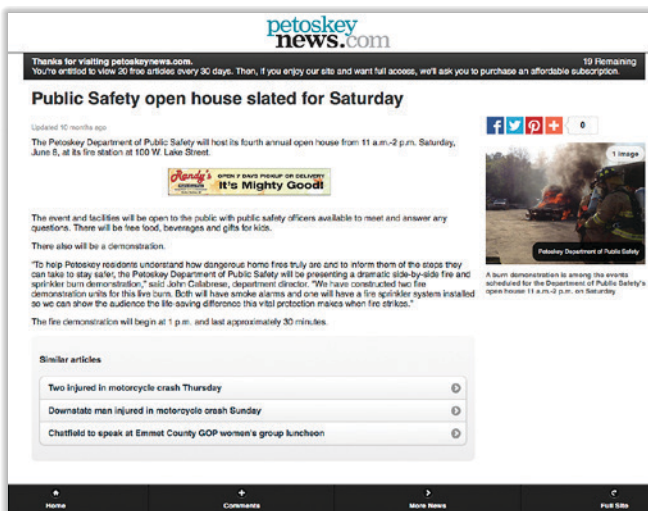 petoskey
news.com
Thanks for visiting petoskeynews.com.
19 Remaining
You're entitled to view 20 free articles every 30 days. Then, if you enjoy our site and want full access, we'll ask you to purchase an affordable subscription.
Public Safety open house slated for Saturday
Updated 10 months ago
The Petoskey Department of Public Safety will host its fourth annual open house from 11 a.m.-2 p.m. Saturday,
June 8, at its fire station at 100 W. Lake Street.
Randy's
OPEN 7 DAYS PICKUP OR DELIVERY
It's Mighty Good!
The event and facilities will be open to the public with public safety officers available to meet and answer any
questions. There will be free food, beverages and gifts for kids.
There also will be a demonstration.
"To help Petoskey residents understand how dangerous home fires truly are and to inform them of the steps they
can take to stay safer, the Petoskey Department of Public Safety will be presenting a dramatic side-by-side fire and
sprinkler burn demonstration," said John Calabrese, department director. "We have constructed two fire
demonstration units for this live burn. Both will have smoke alarms and one will have a fire sprinkler system installed
so we can show the audience the life-saving difference this vital protection makes when fire strikes."
The fire demonstration will begin at 1 p.m. and last approximately 30 minutes.
0
1 image
Petoskey Department of Public Safety
A burn demonstration is among the events
scheduled for the Department of Public Safety's
open house 11 a.m.-2 p.m. on Saturday
Similar articles
Two injured in motorcycle crash Thursday
Downstate man injured in motorcycle crash Sunday
Chatfield to speak at Emmet County GOP women's group luncheon
Home
Comments
More News
Full Site